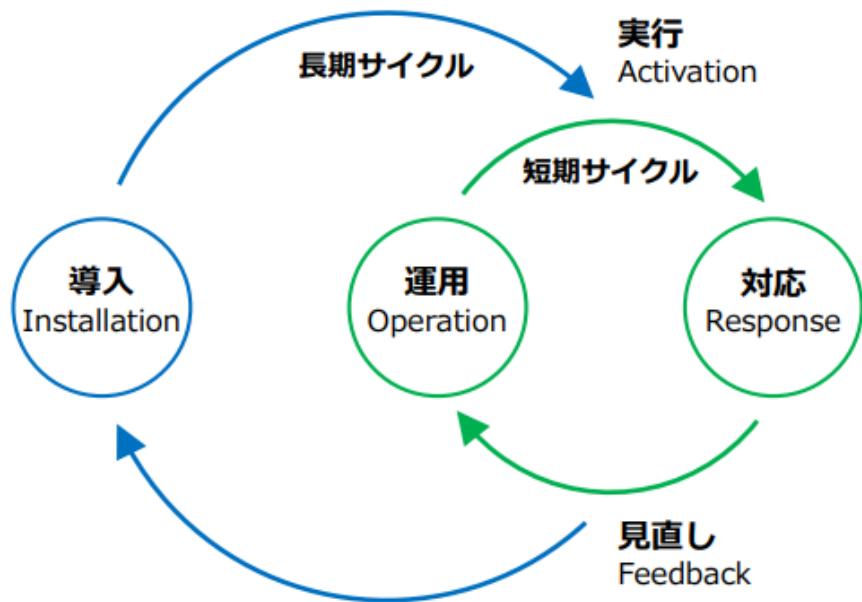 実行
Activation
長期サイクル
短期サイクル
導入
Installation
運用
Operation
対応
Response
見直し
Feedback